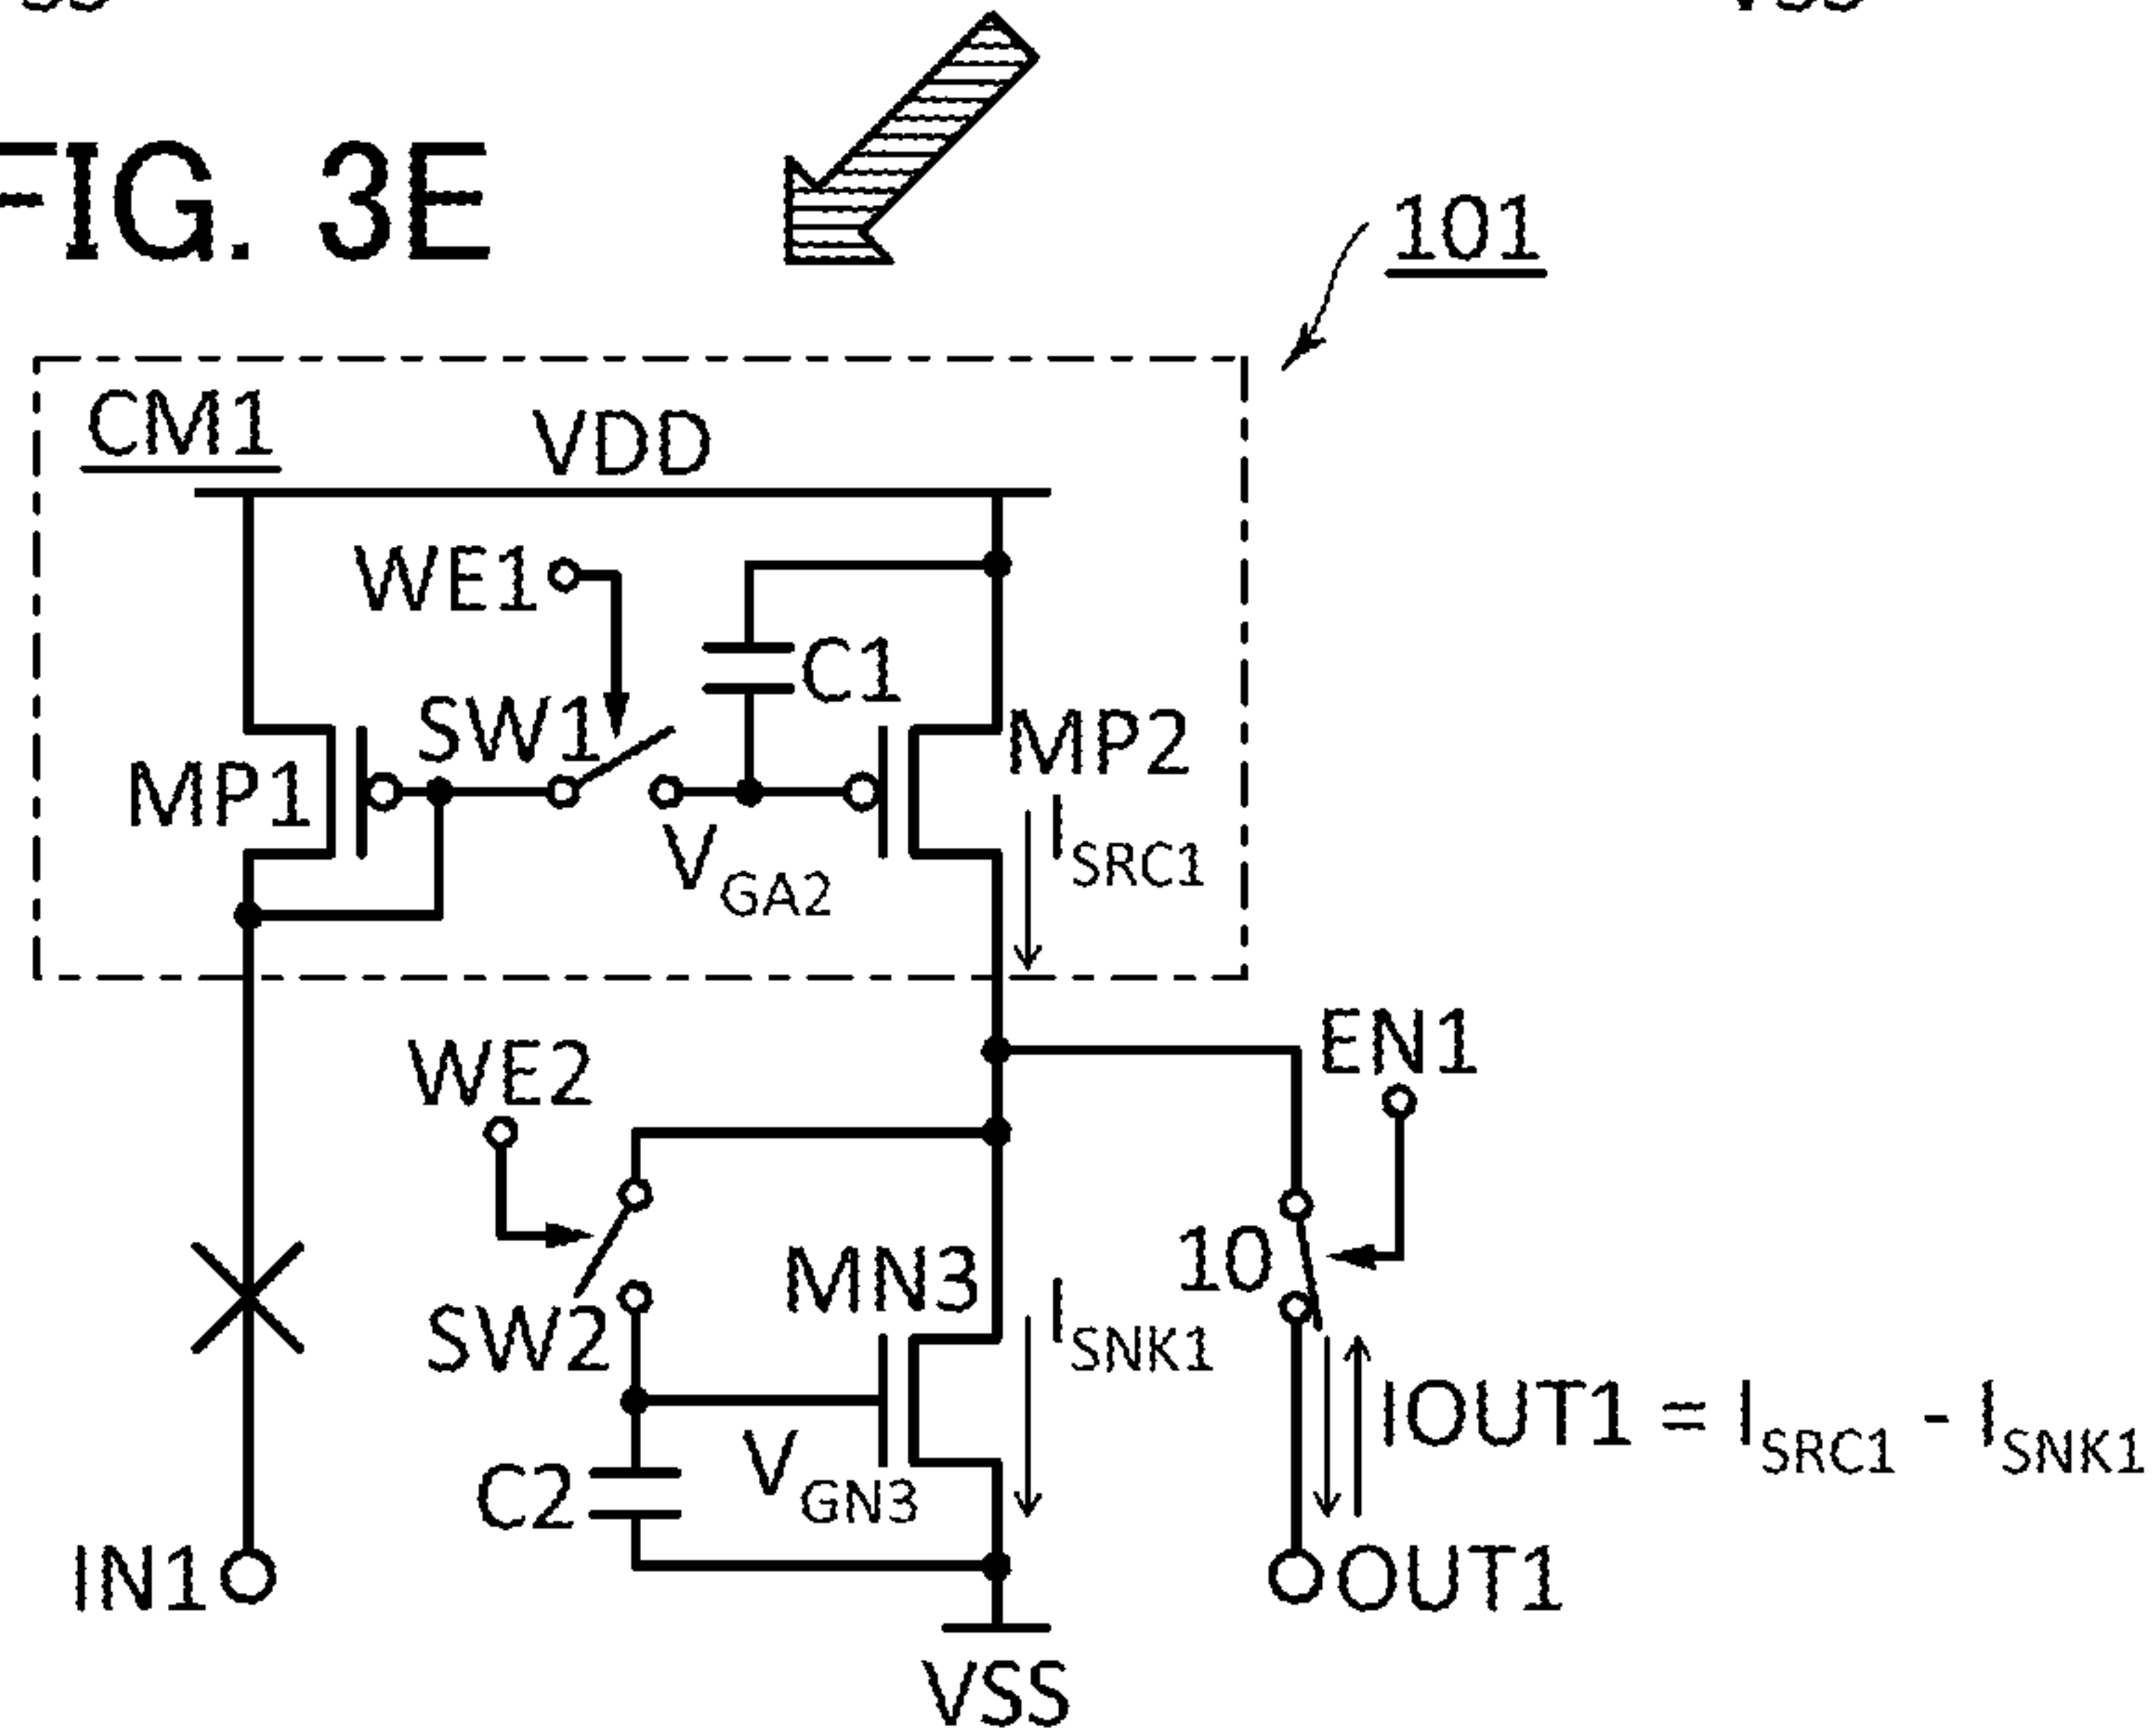 FIG. 3E
101
CM1
VDD
WE1
C1
SW1
MP2
MP1
ISRC1
VGA2
EN1
WE2
10
MN3
SW2
ISNK1
IOUT1 = ISRC1 - ISNK1
VGN3
C2
IN1
OUT1
VSS